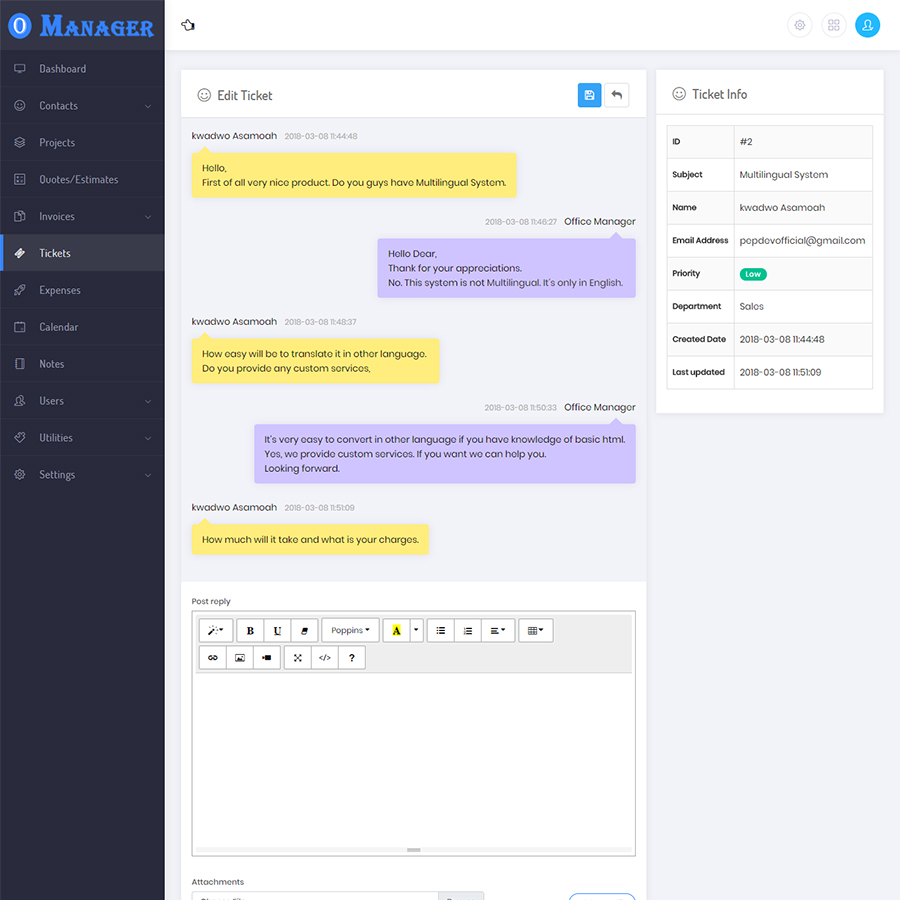 O MANAGER
Dashboard
Contacts
Projects
Quotes/Estimates
Invoices
Tickets
Expenses
Calendar
Notes
Users
Utilities
Settings
Edit Ticket
kwadwo Asamoah 2018-03-08 11:44:48
Hello,
First of all very nice product. Do you guys have Multilingual System.
2018-03-08 11:46:27 Office Manager
Hello Dear,
Thank for your appreciations.
No. This system is not Multilingual. It's only in English.
kwadwo Asamoah 2018-03-08 11:48:37
How easy will be to translate it in other language.
Do you provide any custom services,
2018-03-08 11:50:33 Office Manager
It's very easy to convert in other language if you have knowledge of basic html.
Yes, we provide custom services. If you want we can help you.
Looking forward.
kwadwo Asamoah 2018-03-08 11:51:09
How much will it take and what is your charges.
Post reply
B U Poppins A
</> ?
Attachments
Ticket Info
ID #2
Subject Multilingual System
Name kwadwo Asamoah
Email Address pepdevofficial@gmail.com
Priority Low
Department Sales
Created Date 2018-03-08 11:44:48
Last updated 2018-03-08 11:51:09